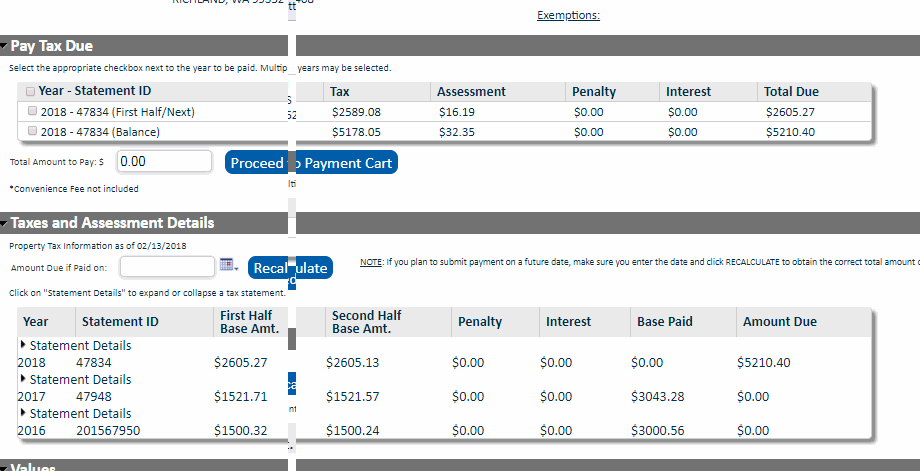 RICHLAND, WA 99352
Exemptions:
Pay Tax Due
Select the appropriate checkbox next to the year to be paid. Multip years may be selected.
Year - Statement ID Tax Assessment Penalty Interest Total Due
2018 - 47834 (First Half/Next) $2589.08 $16.19 $0.00 $0.00 $2605.27
2018 - 47834 (Balance) $5178.05 $32.35 $0.00 $0.00 $5210.40
Total Amount to Pay: $ 0.00 Proceed to Payment Cart
*Convenience Fee not included
Taxes and Assessment Details
Property Tax Information as of 02/13/2018
Amount Due if Paid on: Recalculate NOTE: If you plan to submit payment on a future date, make sure you enter the date and click RECALCULATE to obtain the correct total amount
Click on "Statement Details" to expand or collapse a tax statement.
Year Statement ID First Half Base Amt. Second Half Base Amt. Penalty Interest Base Paid Amount Due
Statement Details
2018 47834 $2605.27 $2605.13 $0.00 $0.00 $0.00 $5210.40
Statement Details
2017 47948 $1521.71 $1521.57 $0.00 $0.00 $3043.28 $0.00
Statement Details
2016 201567950 $1500.32 $1500.24 $0.00 $0.00 $3000.56 $0.00
Values